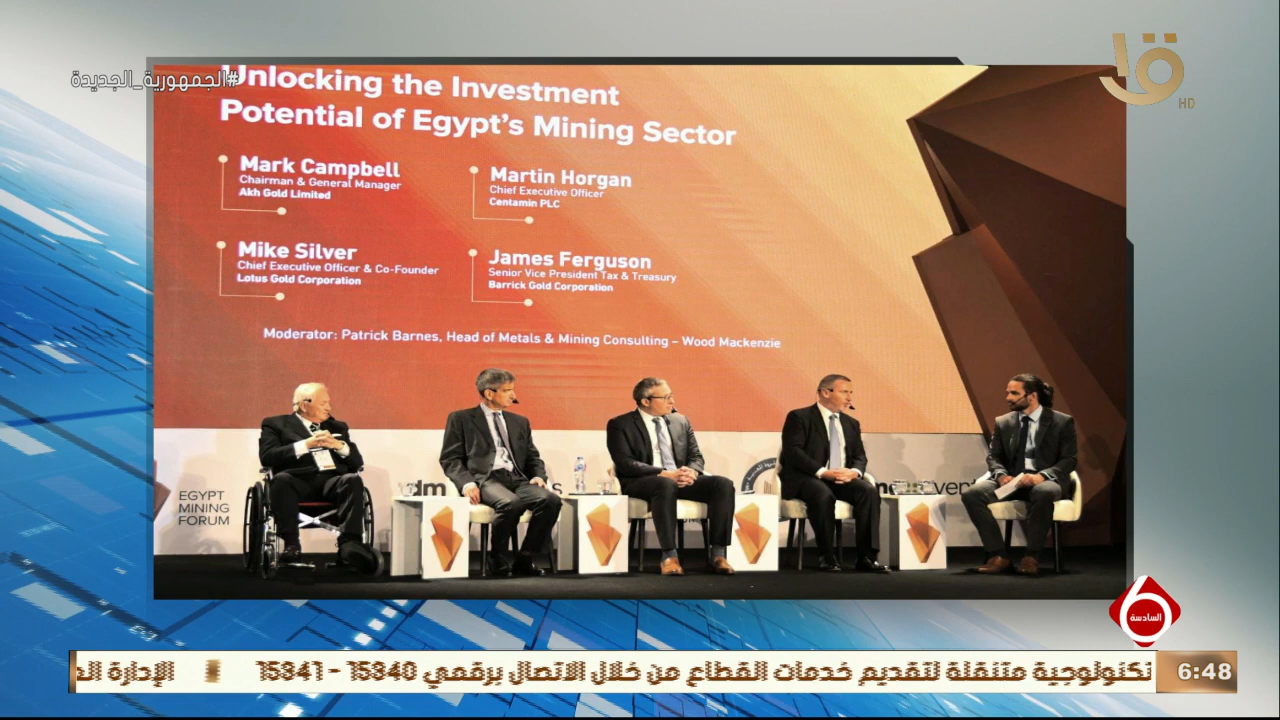 #الجمهورية_الجديدة
HD
Unlocking the Investment
Potential of Egypt's Mining Sector
Mark Campbell
Chairman & General Manager
Akh Gold Limited
Martin Horgan
Chief Executive Officer
Centamin PLC
Mike Silver
Chief Executive Officer & Co-Founder
Lotus Gold Corporation
James Ferguson
Senior Vice President Tax & Treasury
Barrick Gold Corporation
Moderator: Patrick Barnes, Head of Metals & Mining Consulting – Wood Mackenzie
EGYPT
MINING
FORUM
dm
السادسة
تكنولوجية متنقلة لتقديم خدمات القطاع من خلال الاتصال برقمي 15340 - 15341 الإدارة
6:48